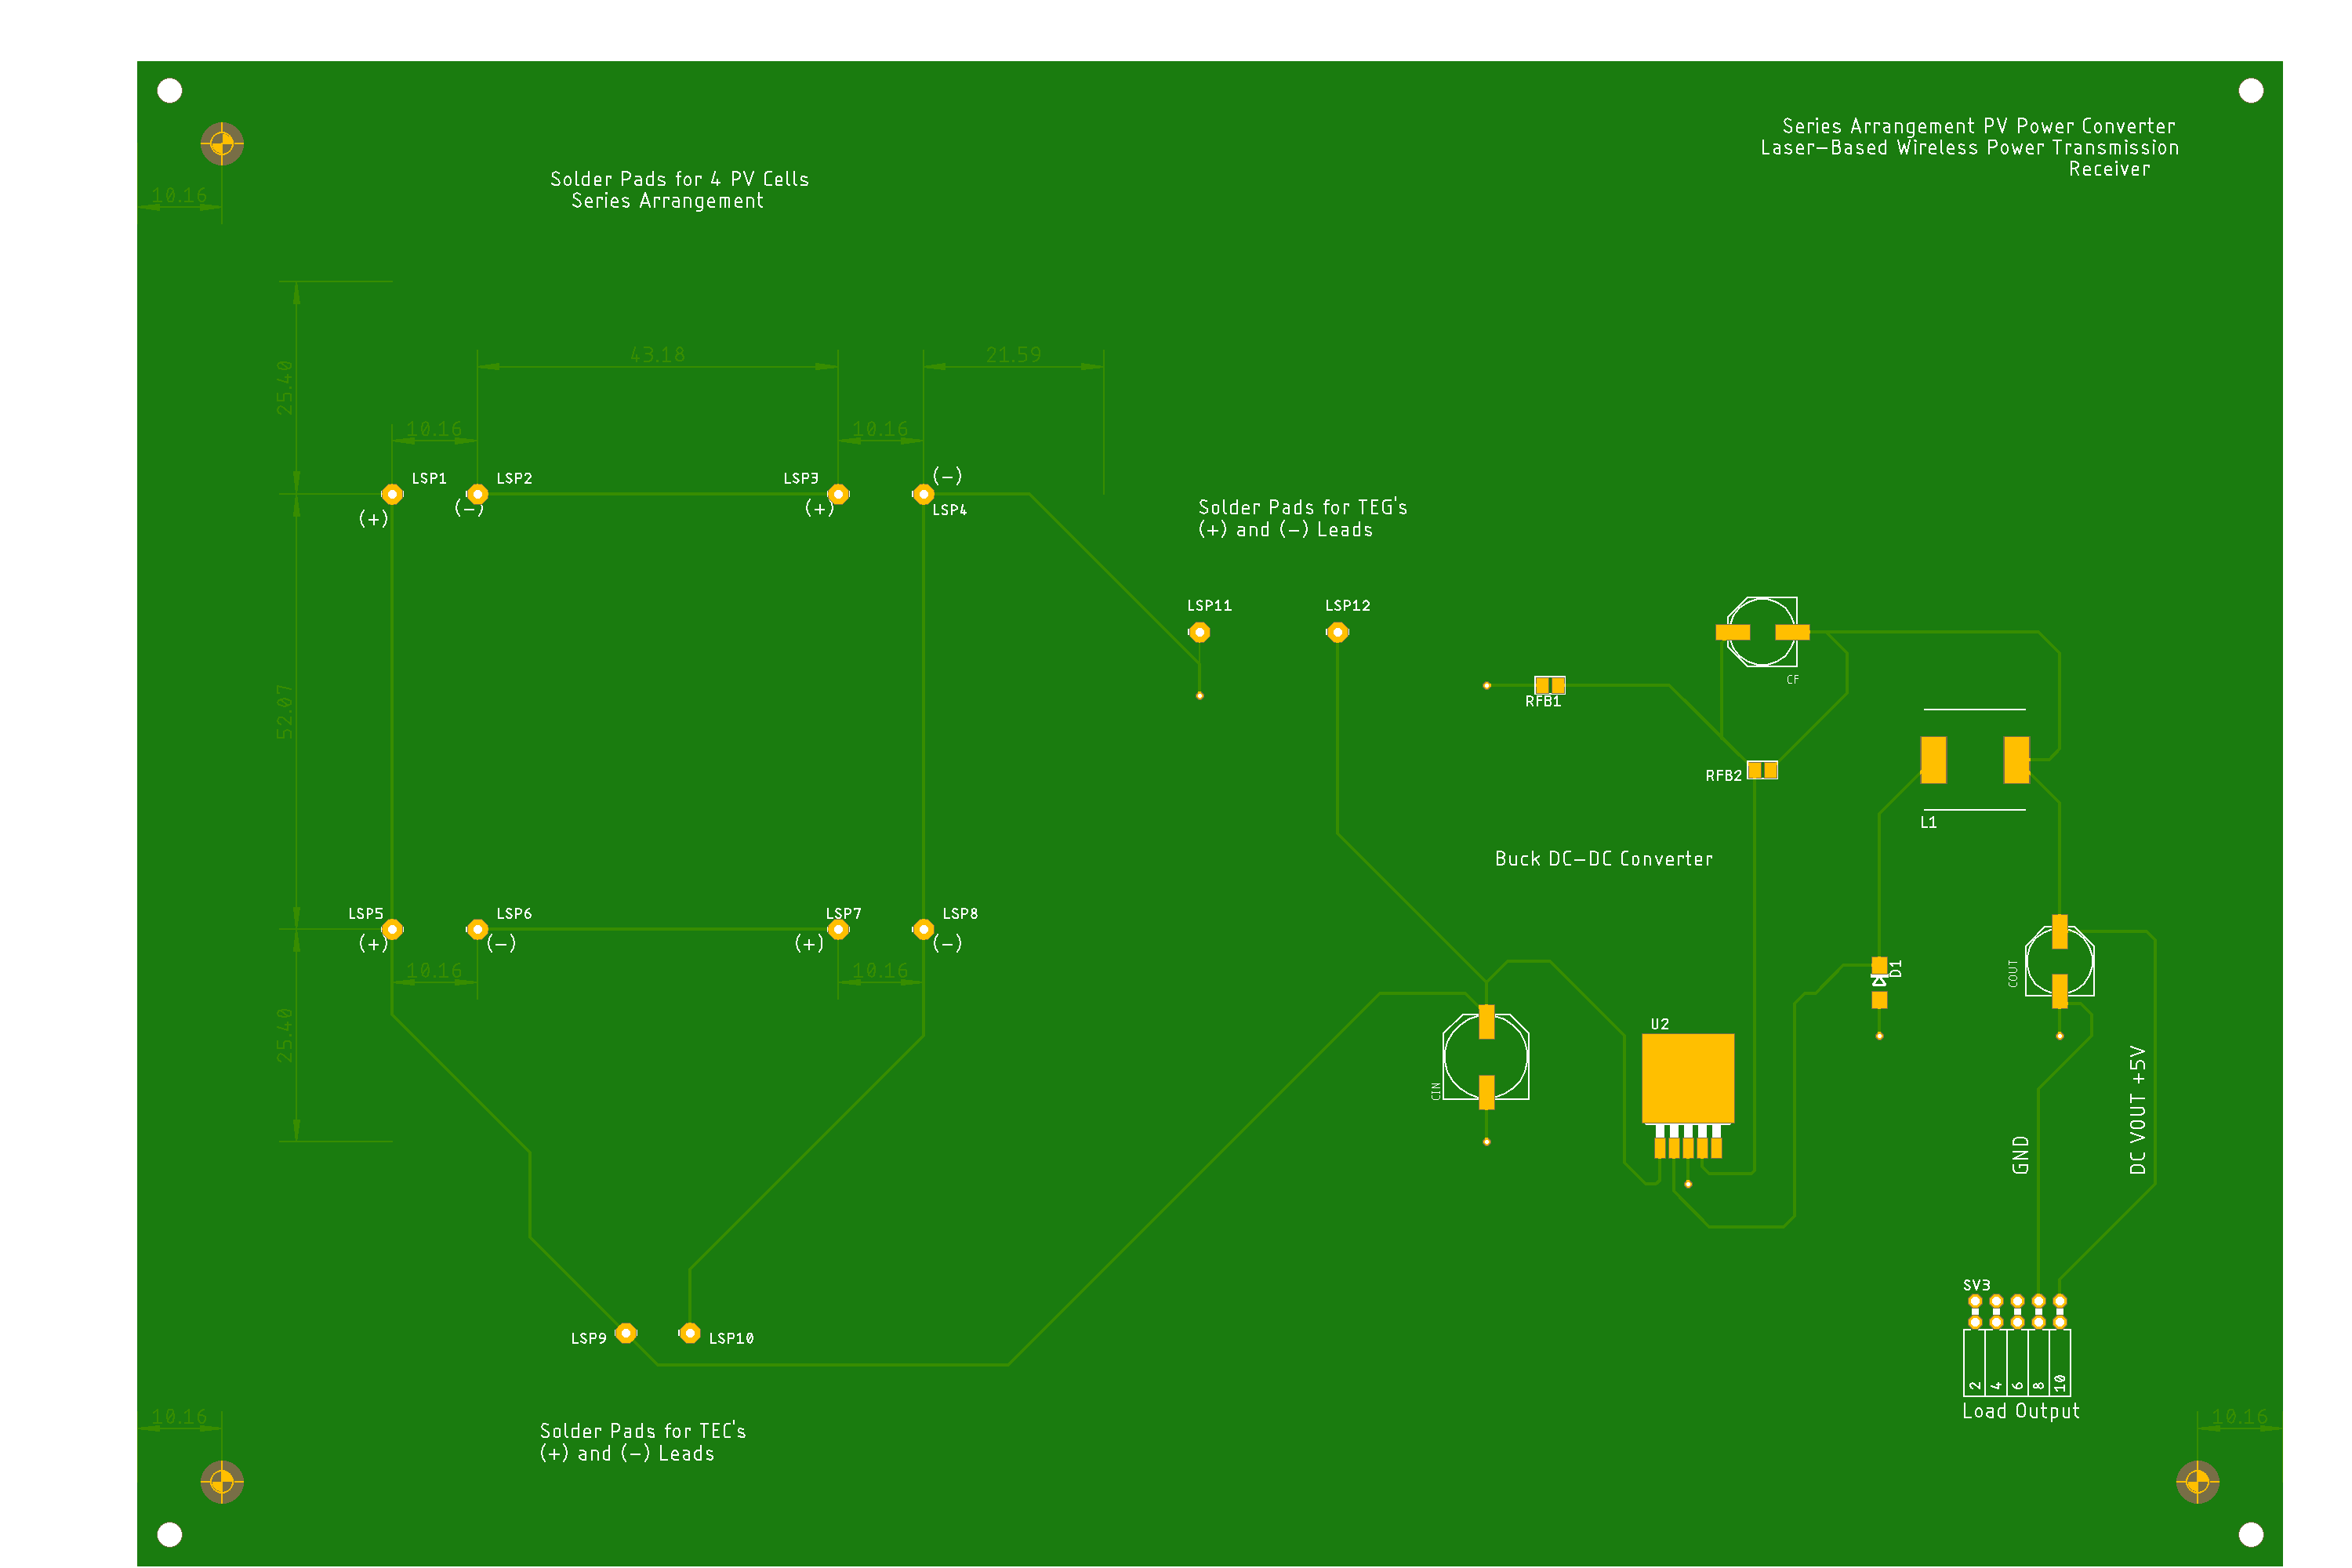 Series Arrangement PV Power Converter
Laser-Based Wireless Power Transmission
Receiver
Solder Pads for 4 PV Cells
Series Arrangement
10.16
43.18
21.59
25.40
10.16
10.16
LSP1
LSP2
LSP3
(-)
LSP4
(+)
(-)
(+)
Solder Pads for TEG's
(+) and (-) Leads
LSP11
LSP12
CF
RFB1
52.07
RFB2
L1
Buck DC-DC Converter
LSP5
LSP6
LSP7
LSP8
(+)
(-)
(+)
(-)
10.16
10.16
D1
COUT
25.40
U2
CIN
GND
DC VOUT +5V
SV3
LSP9
LSP10
2
4
6
8
10
Load Output
10.16
10.16
Solder Pads for TEC's
(+) and (-) Leads